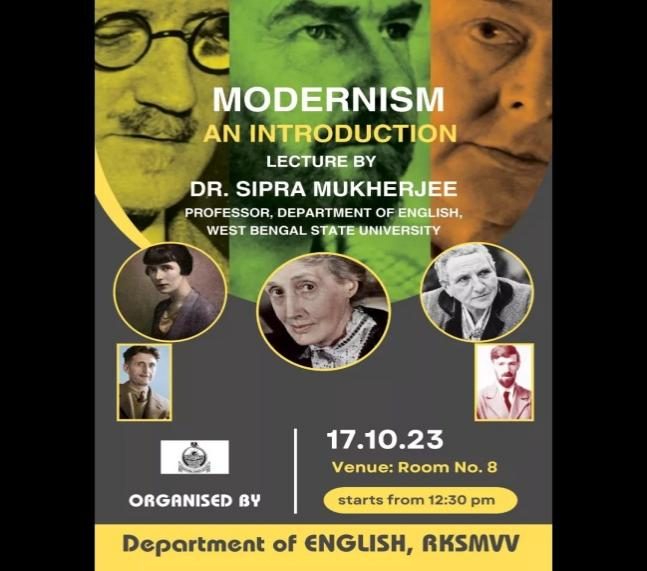 MODERNISM
AN INTRODUCTION
LECTURE BY
DR. SIPRA MUKHERJEE
PROFESSOR, DEPARTMENT OF ENGLISH,
WEST BENGAL STATE UNIVERSITY
17.10.23
Venue: Room No. 8
starts from 12:30 pm
ORGANISED BY
Department of ENGLISH, RKSMVV